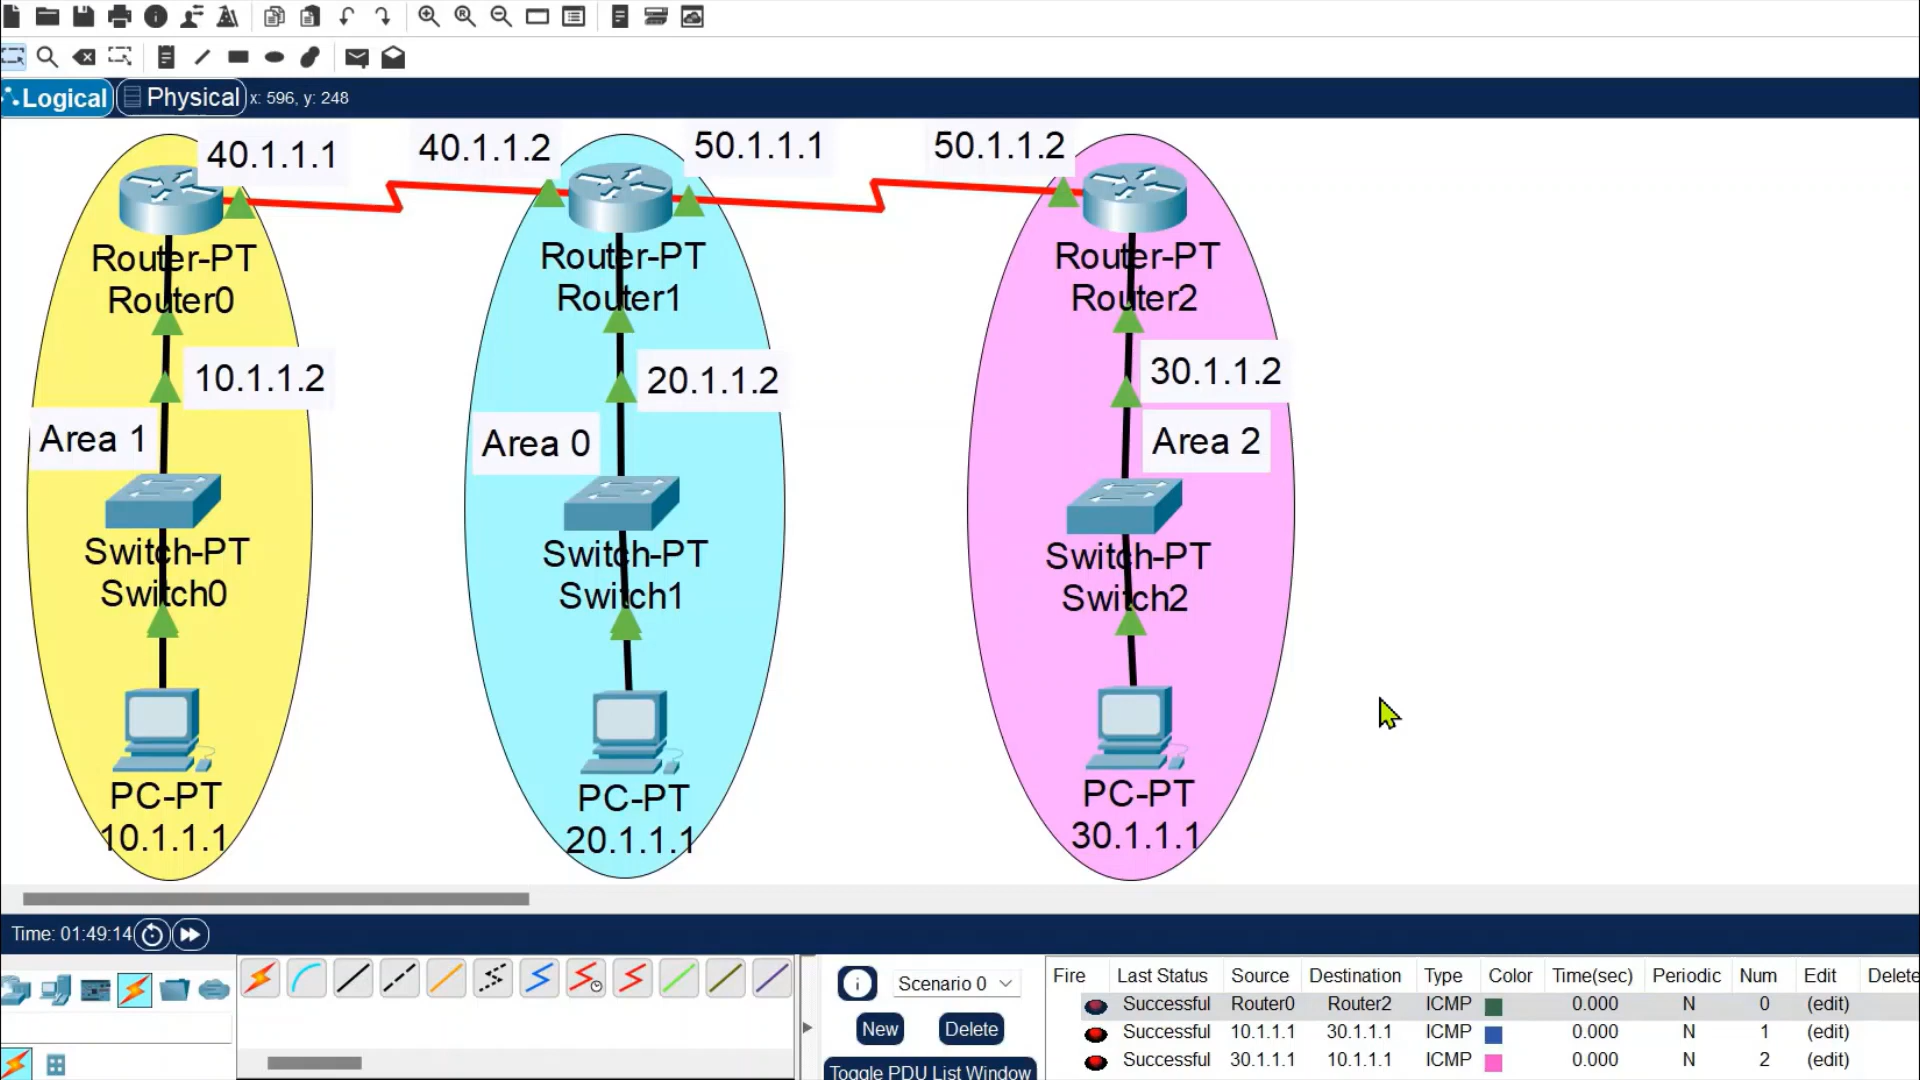 Logical Physical x: 596, y: 248
40.1.1.1 40.1.1.2 50.1.1.1 50.1.1.2
Router-PT
Router0
Router-PT
Router1
Router-PT
Router2
10.1.1.2
20.1.1.2
30.1.1.2
Area 1
Area 0
Area 2
Switch-PT
Switch0
Switch-PT
Switch1
Switch-PT
Switch2
PC-PT
10.1.1.1
PC-PT
20.1.1.1
PC-PT
30.1.1.1
Time: 01:49:14
Scenario 0
New Delete
Toggle PDU List Window
Fire Last Status Source Destination Type Color Time(sec) Periodic Num Edit Delete
Successful Router0 Router2 ICMP 0.000 N 0 (edit)
Successful 10.1.1.1 30.1.1.1 ICMP 0.000 N 1 (edit)
Successful 30.1.1.1 10.1.1.1 ICMP 0.000 N 2 (edit)